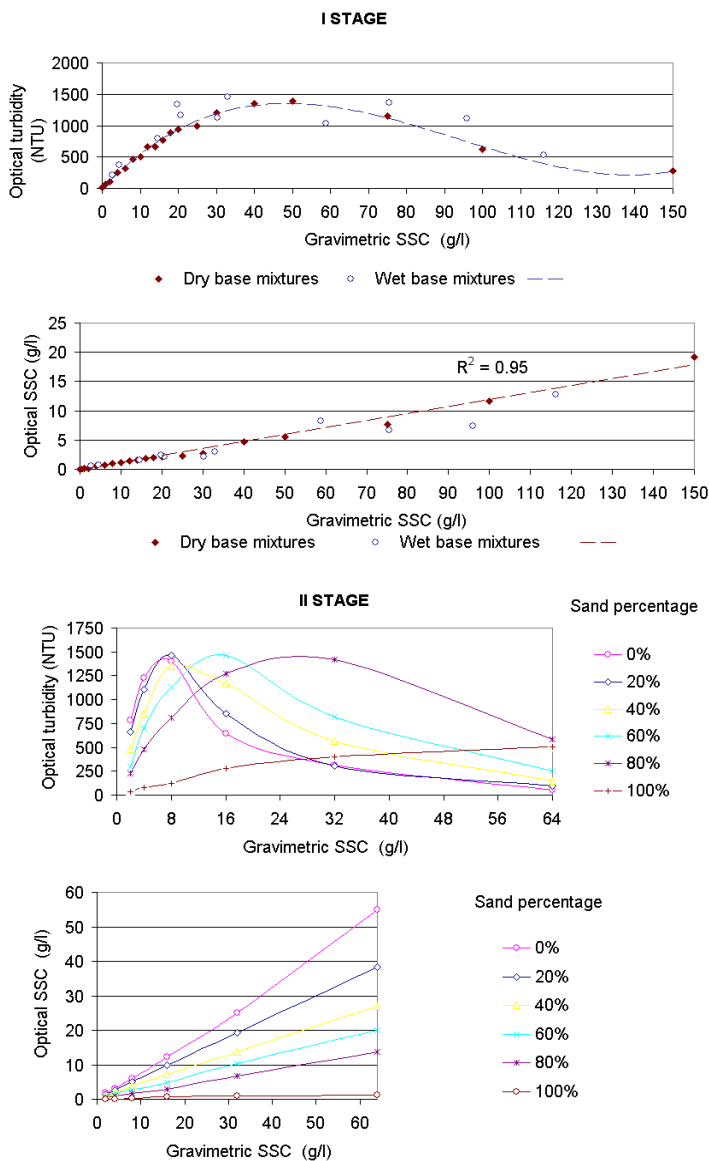 I STAGE
2000
1500
1000
500
0
Optical turbidity
(NTU)
0 10 20 30 40 50 60 70 80 90 100 110 120 130 140 150
Gravimetric SSC (g/l)
Dry base mixtures Wet base mixtures
25
20
15
10
5
0
Optical SSC (g/l)
R² = 0.95
0 10 20 30 40 50 60 70 80 90 100 110 120 130 140 150
Gravimetric SSC (g/l)
Dry base mixtures Wet base mixtures
II STAGE
1750
1500
1250
1000
750
500
250
0
Optical turbidity (NTU)
0 8 16 24 32 40 48 56 64
Gravimetric SSC (g/l)
Sand percentage
0%
20%
40%
60%
80%
100%
60
50
40
30
20
10
0
Optical SSC (g/l)
0 10 20 30 40 50 60
Gravimetric SSC (g/l)
Sand percentage
0%
20%
40%
60%
80%
100%